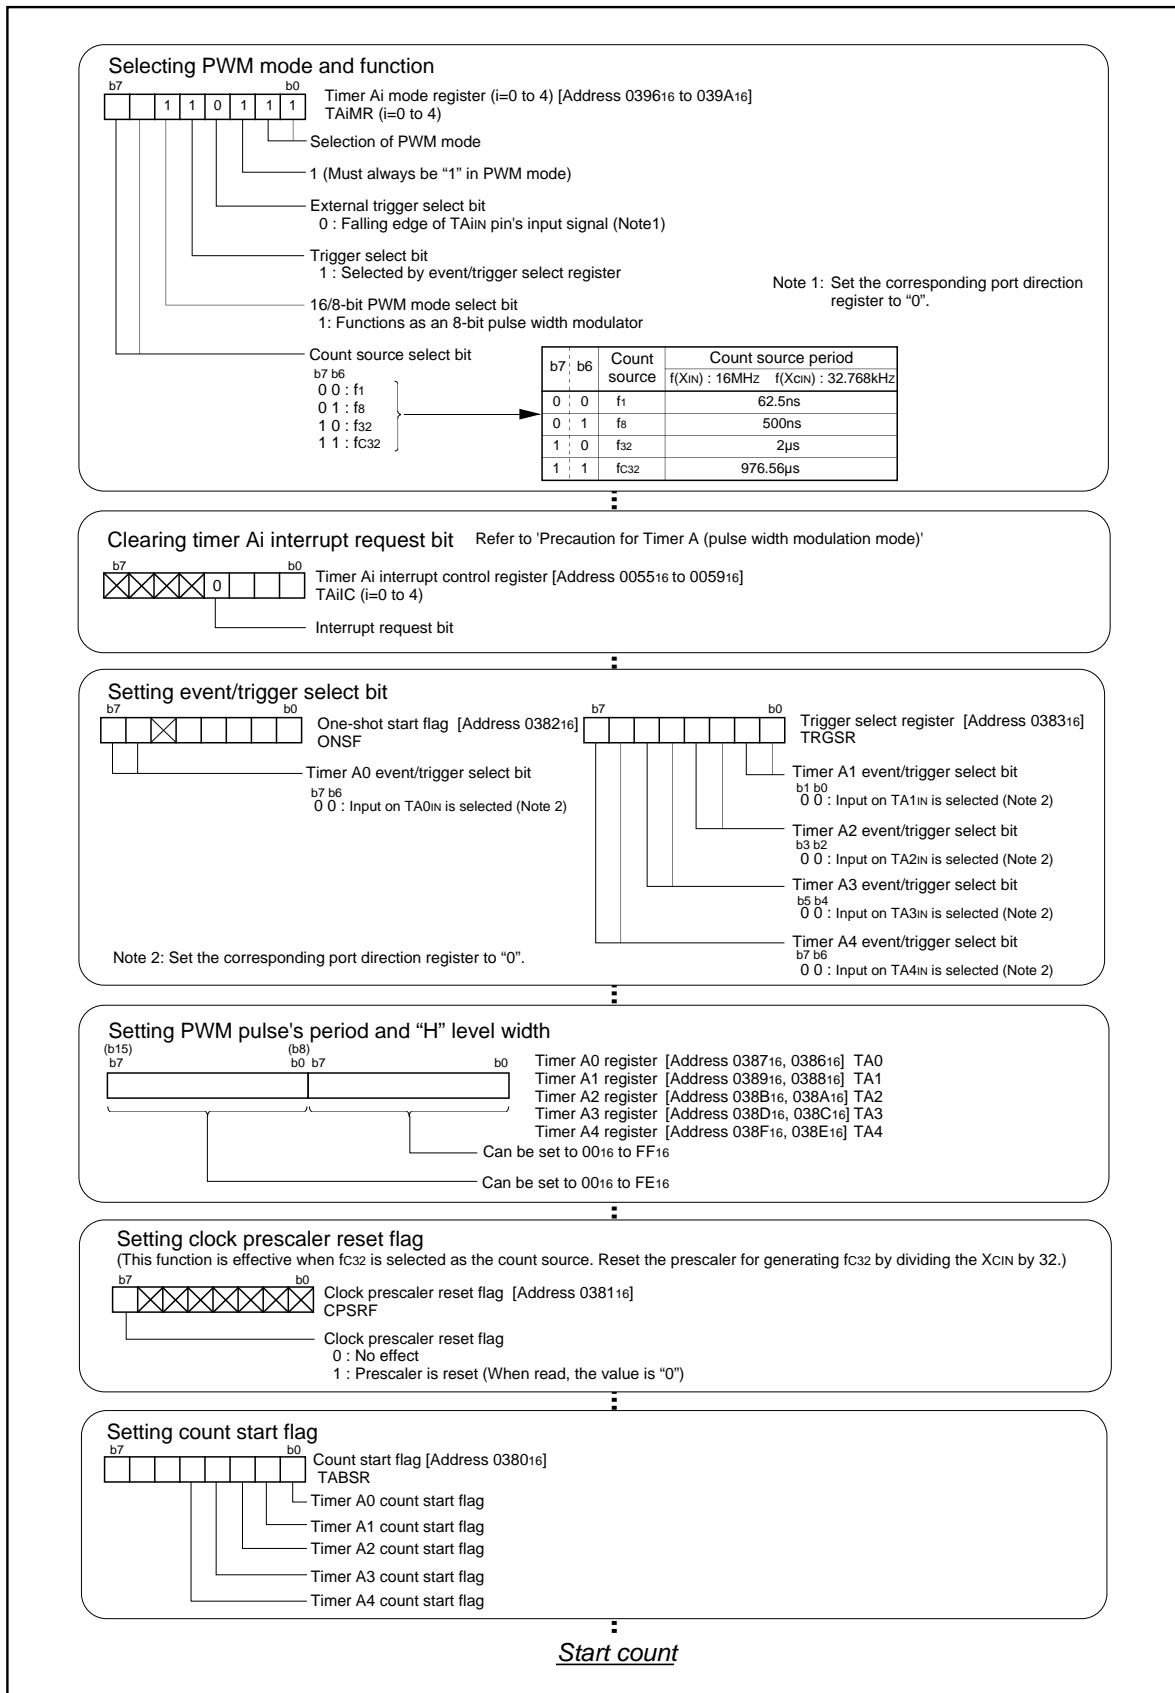 Selecting PWM mode and function
b7 b0
1 1 0 1 1 1
Timer Ai mode register (i=0 to 4) [Address 039616 to 039A16]
TAiMR (i=0 to 4)
Selection of PWM mode
1 (Must always be “1” in PWM mode)
External trigger select bit
0 : Falling edge of TAiIN pin's input signal (Note1)
Trigger select bit
1 : Selected by event/trigger select register
Note 1: Set the corresponding port direction
register to “0”.
16/8-bit PWM mode select bit
1: Functions as an 8-bit pulse width modulator
Count source select bit
b7 b6
0 0 : f1
0 1 : f8
1 0 : f32
1 1 : fC32
b7 b6 Count source Count source period
f(XIN) : 16MHz f(XCIN) : 32.768kHz
0 0 f1 62.5ns
0 1 f8 500ns
1 0 f32 2µs
1 1 fC32 976.56µs
Clearing timer Ai interrupt request bit Refer to 'Precaution for Timer A (pulse width modulation mode)'
b7 b0
0
Timer Ai interrupt control register [Address 005516 to 005916]
TAiIC (i=0 to 4)
Interrupt request bit
Setting event/trigger select bit
b7 b0
One-shot start flag [Address 038216]
ONSF
Timer A0 event/trigger select bit
b7 b6
0 0 : Input on TA0IN is selected (Note 2)
b7 b0
Trigger select register [Address 038316]
TRGSR
Timer A1 event/trigger select bit
b1 b0
0 0 : Input on TA1IN is selected (Note 2)
Timer A2 event/trigger select bit
b3 b2
0 0 : Input on TA2IN is selected (Note 2)
Timer A3 event/trigger select bit
b5 b4
0 0 : Input on TA3IN is selected (Note 2)
Timer A4 event/trigger select bit
b7 b6
0 0 : Input on TA4IN is selected (Note 2)
Note 2: Set the corresponding port direction register to “0”.
Setting PWM pulse's period and “H” level width
(b15) (b8)
b7 b0 b7 b0
Timer A0 register [Address 038716, 038616] TA0
Timer A1 register [Address 038916, 038816] TA1
Timer A2 register [Address 038B16, 038A16] TA2
Timer A3 register [Address 038D16, 038C16] TA3
Timer A4 register [Address 038F16, 038E16] TA4
Can be set to 0016 to FF16
Can be set to 0016 to FE16
Setting clock prescaler reset flag
(This function is effective when fC32 is selected as the count source. Reset the prescaler for generating fC32 by dividing the XCIN by 32.)
b7 b0
Clock prescaler reset flag [Address 038116]
CPSRF
Clock prescaler reset flag
0 : No effect
1 : Prescaler is reset (When read, the value is “0”)
Setting count start flag
b7 b0
Count start flag [Address 038016]
TABSR
Timer A0 count start flag
Timer A1 count start flag
Timer A2 count start flag
Timer A3 count start flag
Timer A4 count start flag
Start count